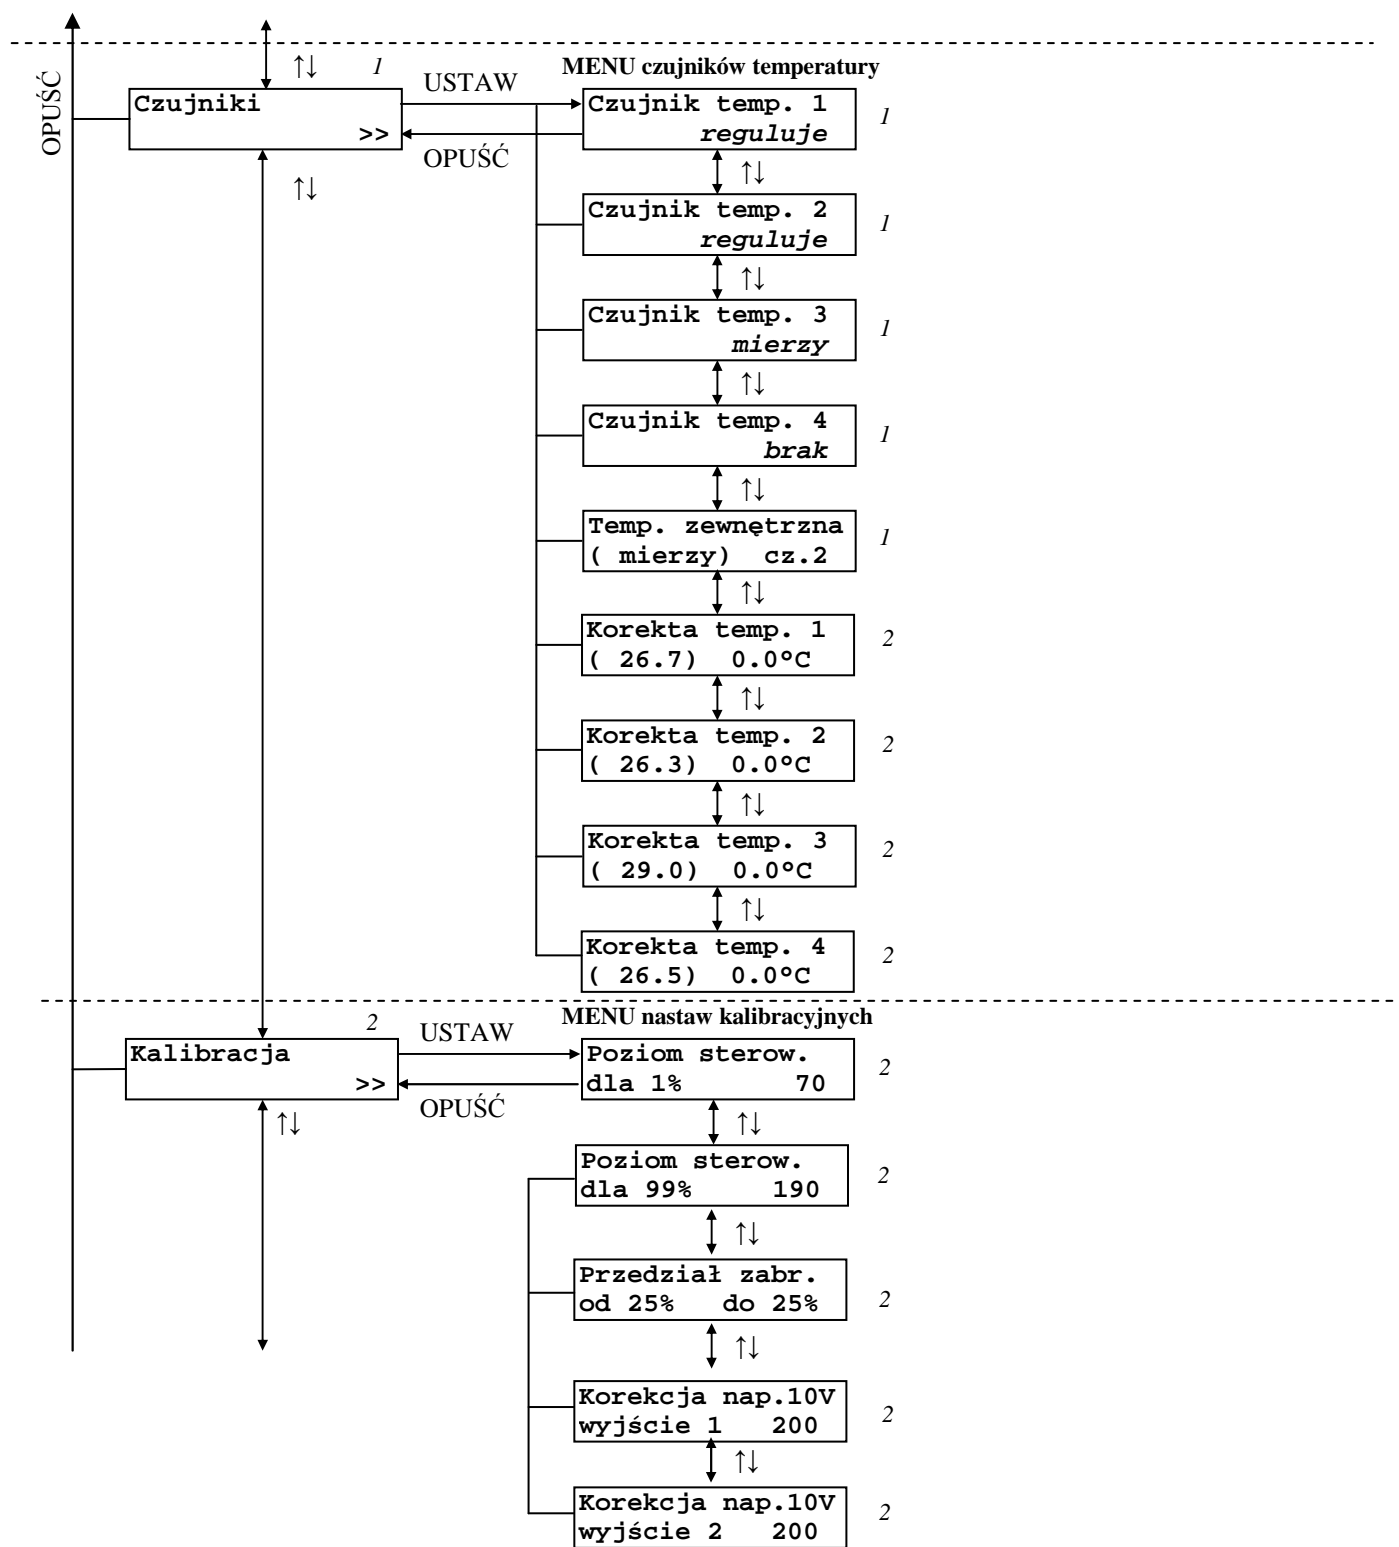 OPUŚĆ
↑↓
1
USTAW
MENU czujników temperatury
Czujniki
>>
OPUŚĆ
↑↓
Czujnik temp. 1
reguluje
1
↑↓
Czujnik temp. 2
reguluje
1
↑↓
Czujnik temp. 3
mierzy
1
↑↓
Czujnik temp. 4
brak
1
↑↓
Temp. zewnętrzna
( mierzy) cz.2
1
↑↓
Korekta temp. 1
( 26.7) 0.0°C
2
↑↓
Korekta temp. 2
( 26.3) 0.0°C
2
↑↓
Korekta temp. 3
( 29.0) 0.0°C
2
↑↓
Korekta temp. 4
( 26.5) 0.0°C
2
2
USTAW
MENU nastaw kalibracyjnych
Kalibracja
>>
OPUŚĆ
↑↓
Poziom sterow.
dla 1% 70
2
↑↓
Poziom sterow.
dla 99% 190
2
↑↓
Przedział zabr.
od 25% do 25%
2
↑↓
Korekcja nap.10V
wyjście 1 200
2
↑↓
Korekcja nap.10V
wyjście 2 200
2